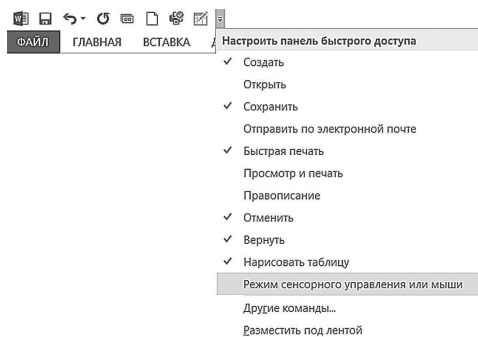 ФАЙЛ ГЛАВНАЯ ВСТАВКА
Настроить панель быстрого доступа
✓ Создать
Открыть
✓ Сохранить
Отправить по электронной почте
✓ Быстрая печать
Просмотр и печать
Правописание
✓ Отменить
✓ Вернуть
✓ Нарисовать таблицу
Режим сенсорного управления или мыши
Другие команды...
Разместить под лентой